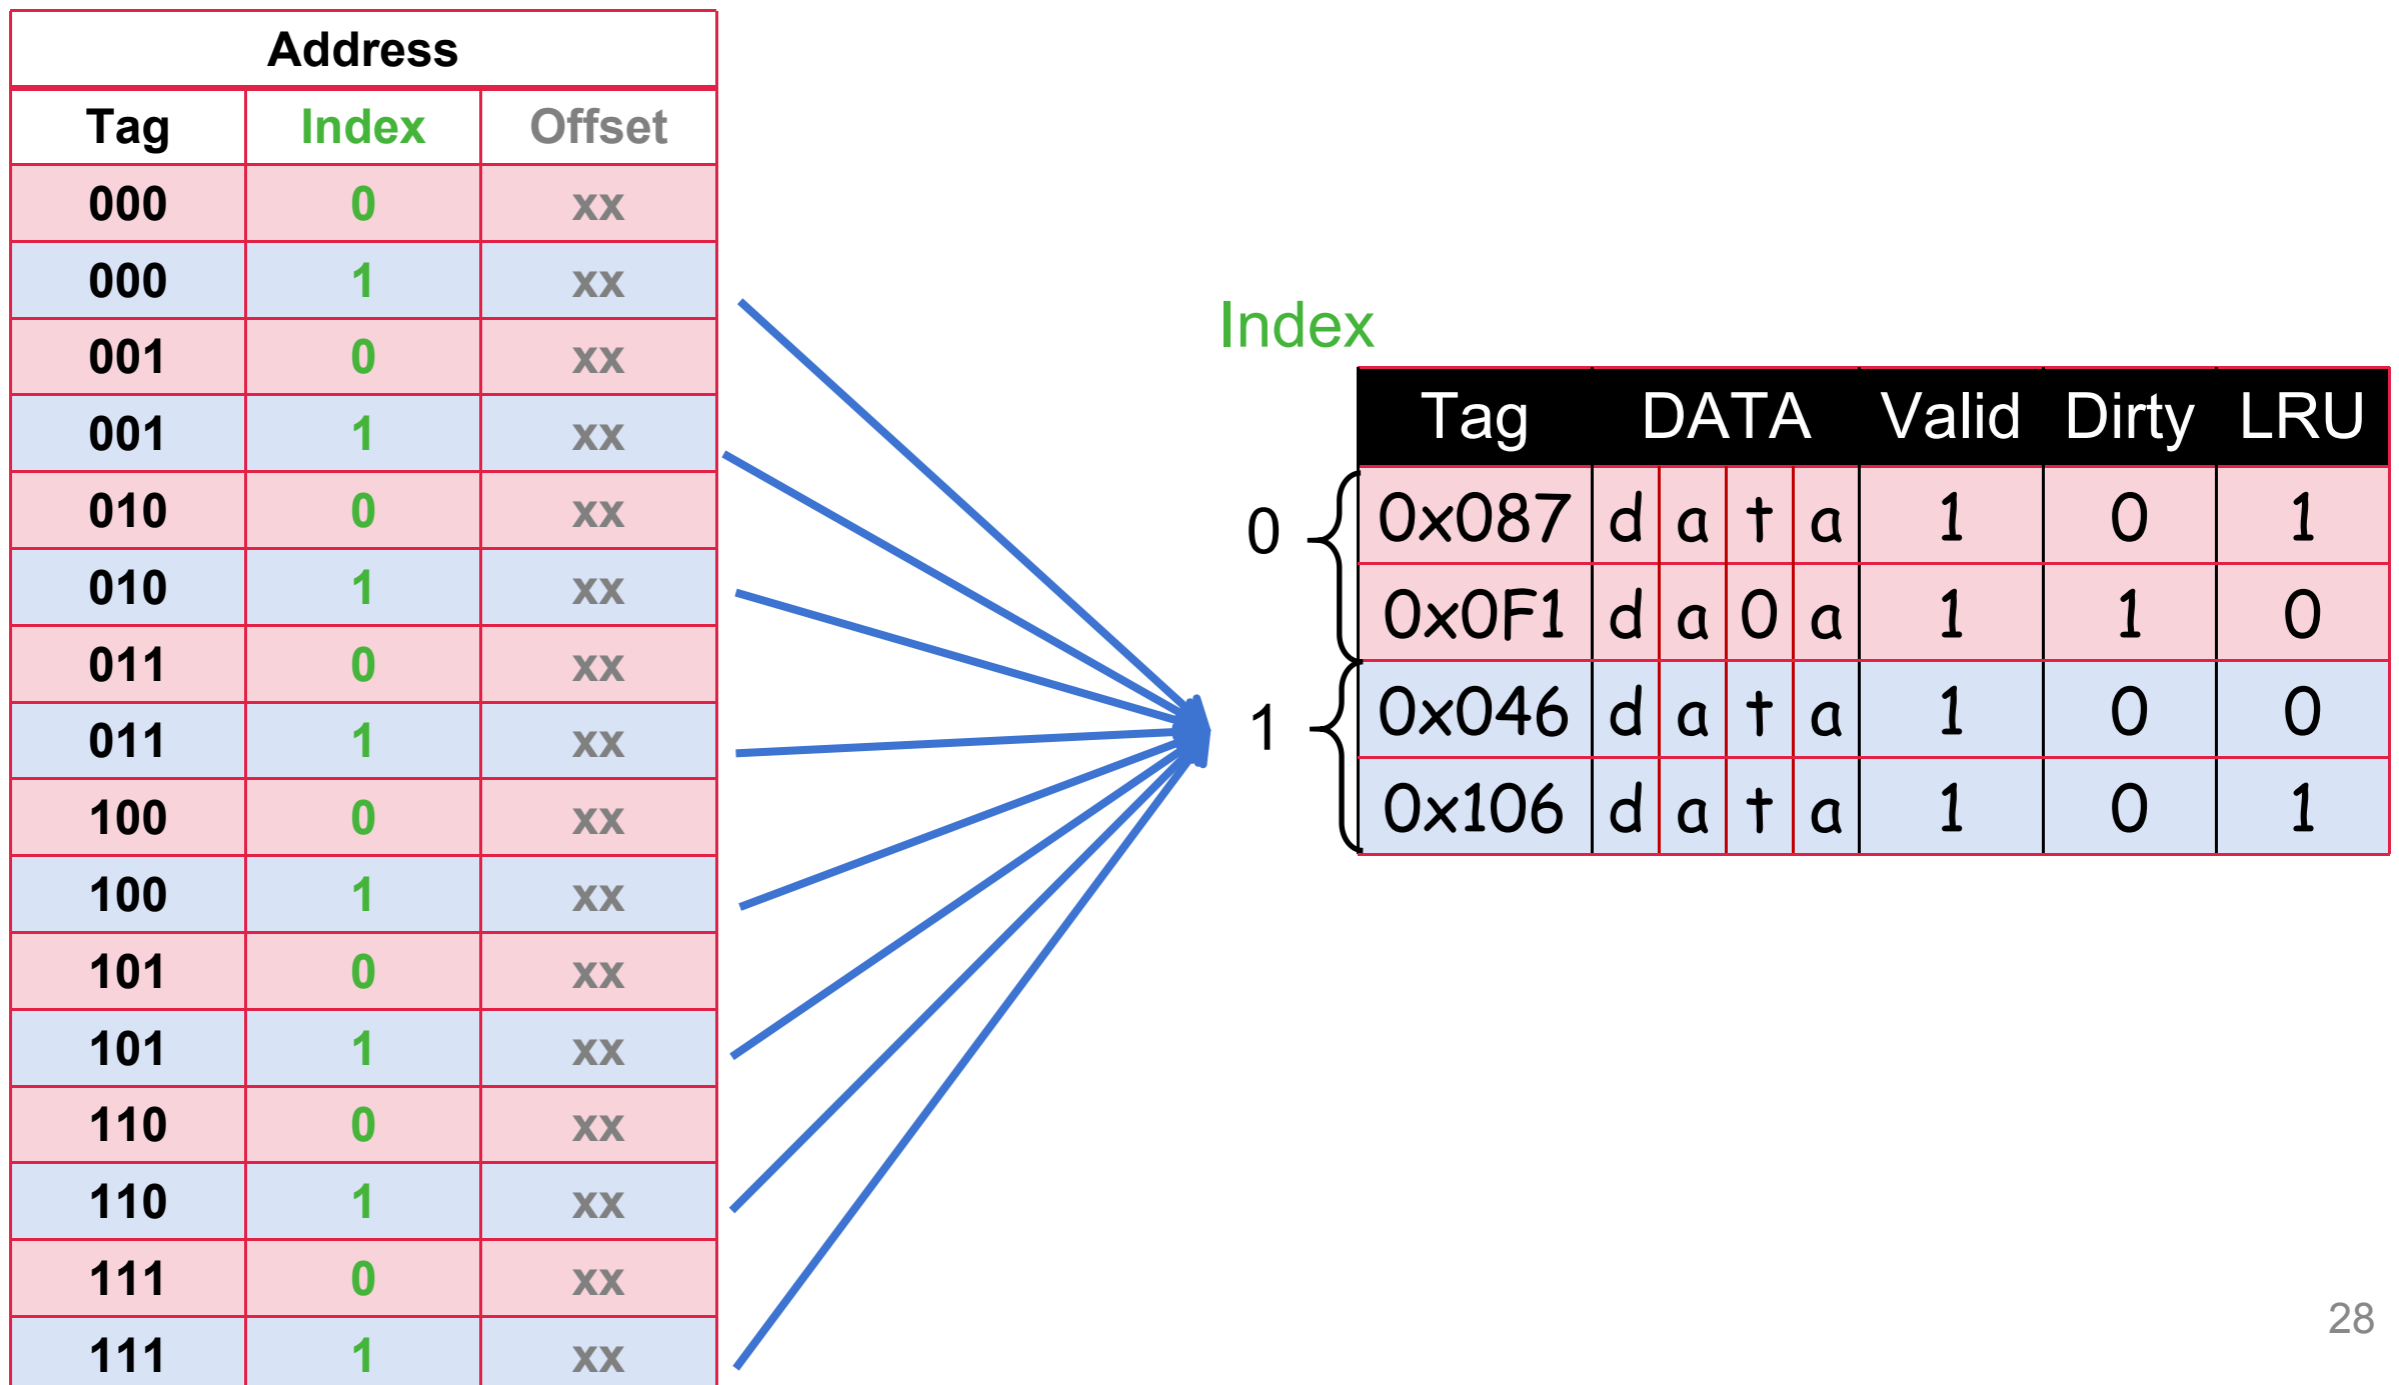 Address
Tag Index Offset
000 0 xx
000 1 xx
001 0 xx
001 1 xx
010 0 xx
010 1 xx
011 0 xx
011 1 xx
100 0 xx
100 1 xx
101 0 xx
101 1 xx
110 0 xx
110 1 xx
111 0 xx
111 1 xx
Index
Tag DATA Valid Dirty LRU
0
0x087 d a t a 1 0 1
0x0F1 d a 0 a 1 1 0
1
0x046 d a t a 1 0 0
0x106 d a t a 1 0 1
28